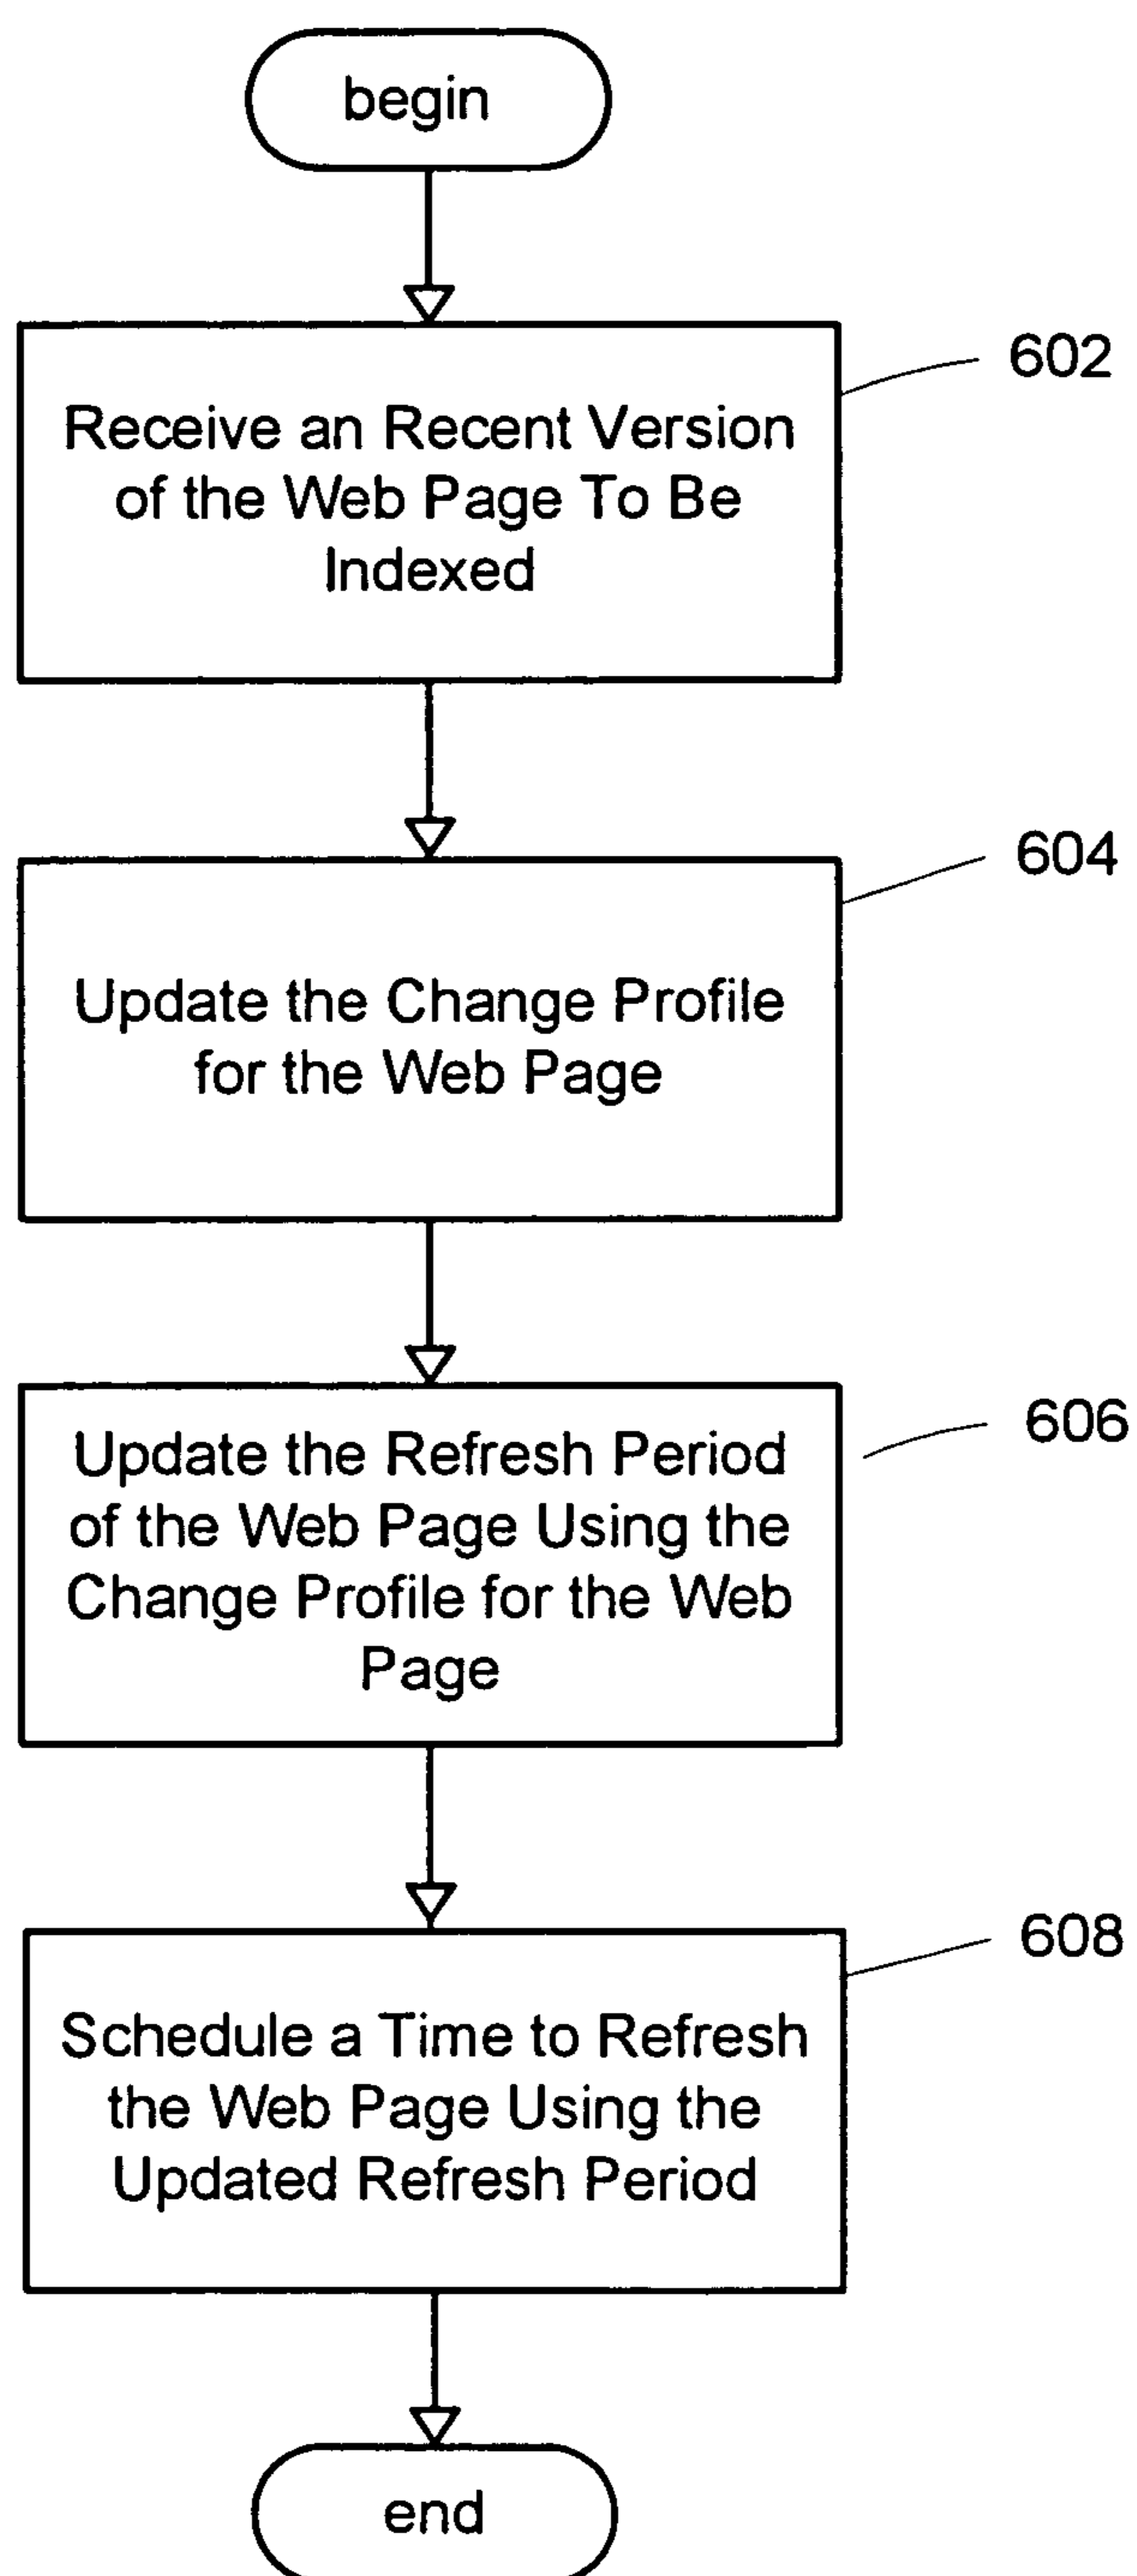 begin
602
Receive an Recent Version
of the Web Page To Be
Indexed
604
Update the Change Profile
for the Web Page
606
Update the Refresh Period
of the Web Page Using the
Change Profile for the Web
Page
608
Schedule a Time to Refresh
the Web Page Using the
Updated Refresh Period
end